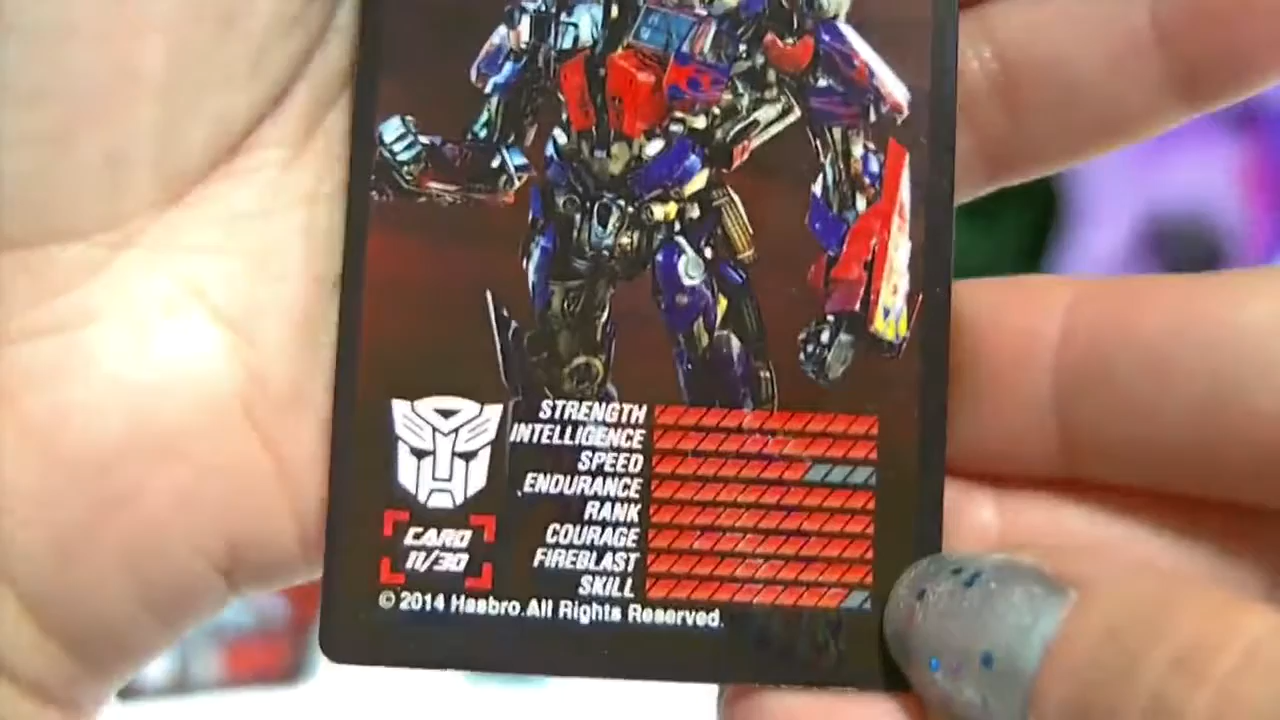 STRENGTH
INTELLIGENCE
SPEED
ENDURANCE
RANK
COURAGE
FIREBLAST
SKILL
CARD
11/30
© 2014 Hasbro.All Rights Reserved.